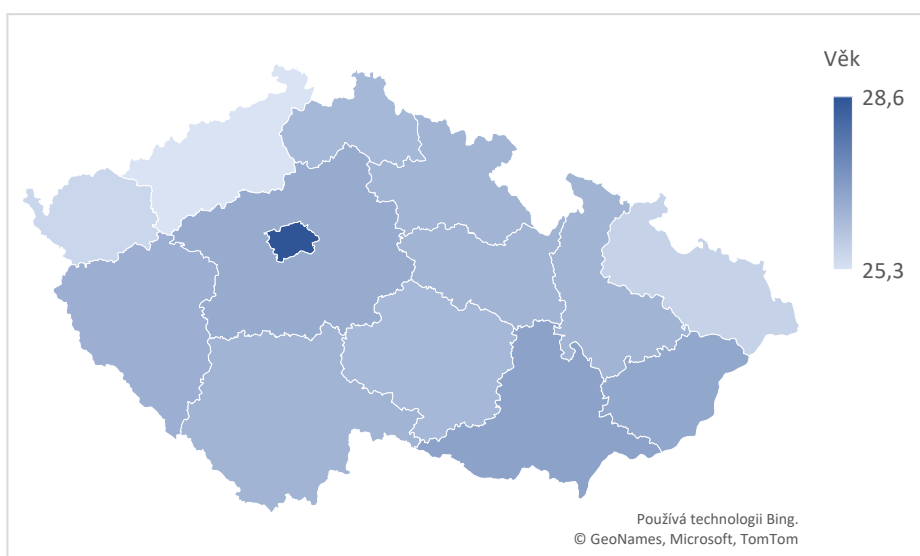 Věk
28,6
25,3
Používá technologii Bing.
© GeoNames, Microsoft, TomTom